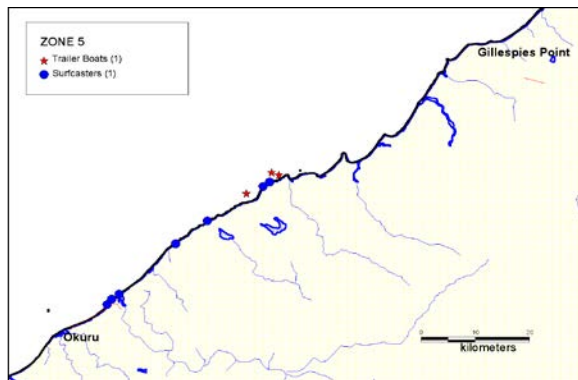 ZONE 5
Trailer Boats (1)
Surfcasters (1)
Gillespies Point
Okuru
0 10 20
kilometers